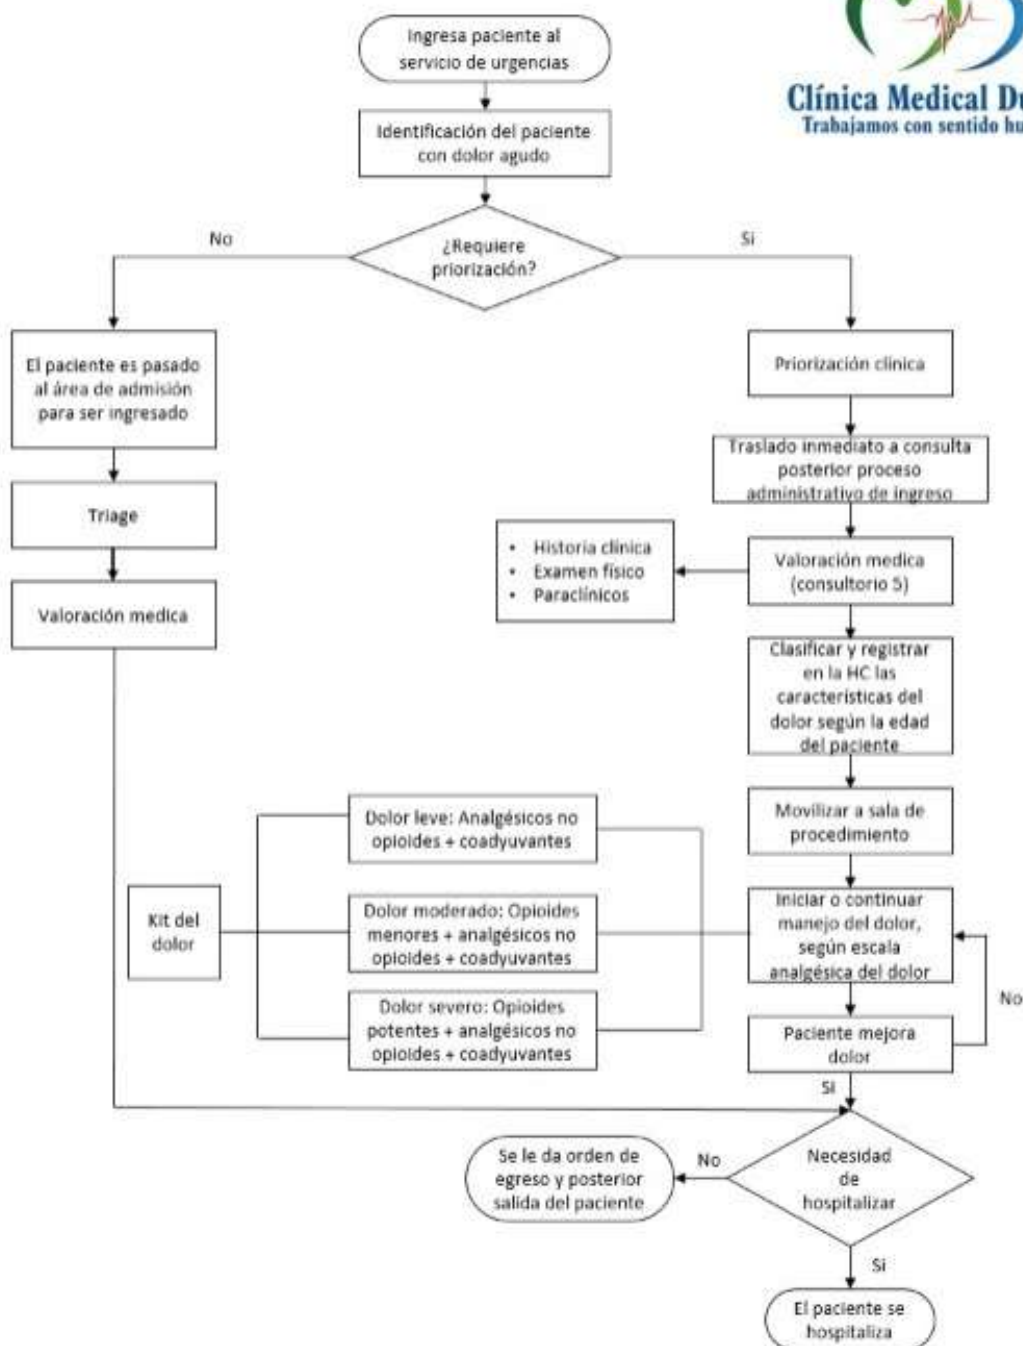 Clínica Medical
Trabajamos con sentido
Ingresa paciente al
servicio de urgencias
Identificación del paciente
con dolor agudo
¿Requiere
priorización?
No
Si
El paciente es pasado
al área de admisión
para ser ingresado
Triage
Valoración medica
Priorización clínica
Traslado inmediato a consulta
posterior proceso
administrativo de ingreso
Valoración medica
(consultorio 5)
• Historia clínica
• Examen físico
• Paraclínicos
Clasificar y registrar
en la HC las
características del
dolor según la edad
del paciente
Movilizar a sala de
procedimiento
Iniciar o continuar
manejo del dolor,
según escala
analgésica del dolor
Dolor leve: Analgésicos no
opioides + coadyuvantes
Dolor moderado: Opioides
menores + analgésicos no
opioides + coadyuvantes
Dolor severo: Opioides
potentes + analgésicos no
opioides + coadyuvantes
Kit del
dolor
Paciente mejora
dolor
No
Si
Necesidad
de
hospitalizar
No
Se le da orden de
egreso y posterior
salida del paciente
Si
El paciente se
hospitaliza